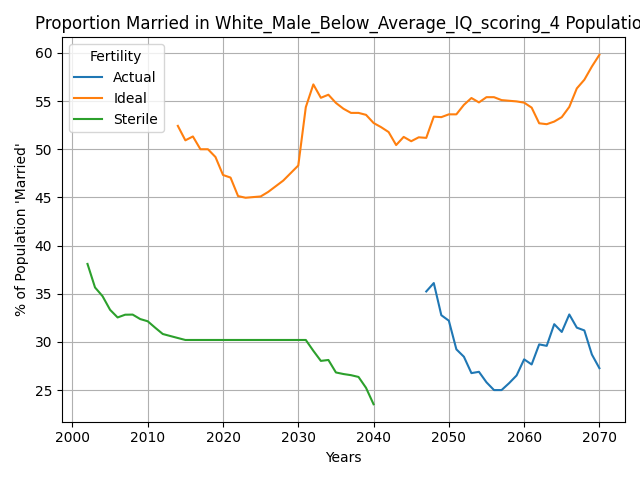 Proportion Married in White_Male_Below_Average_IQ_scoring_4 Populatio
% of Population 'Married'
60
55
50
45
40
35
30
25
Fertility
Actual
Ideal
Sterile
2000 2010 2020 2030 2040 2050 2060 2070
Years